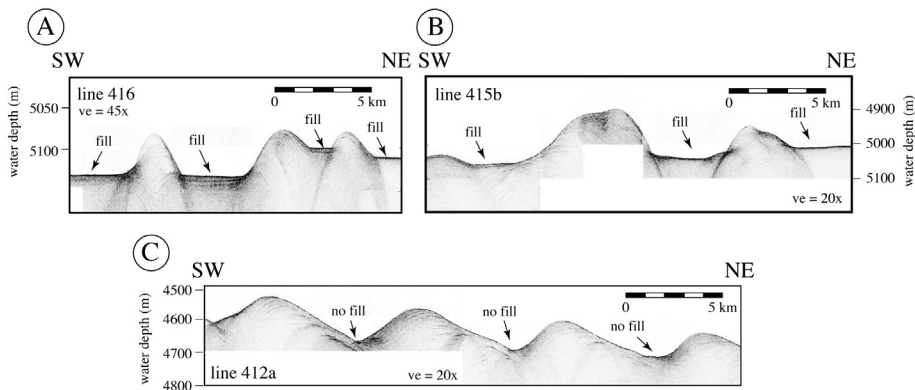 A
SW
NE
line 416
ve = 45x
0 5 km
water depth (m)
5050
5100
fill
fill
fill
fill
B
SW
NE
line 415b
0 5 km
water depth (m)
4900
5000
5100
fill
fill
fill
ve = 20x
C
SW
NE
water depth (m)
4500
4600
4700
4800
no fill
no fill
no fill
0 5 km
line 412a
ve = 20x